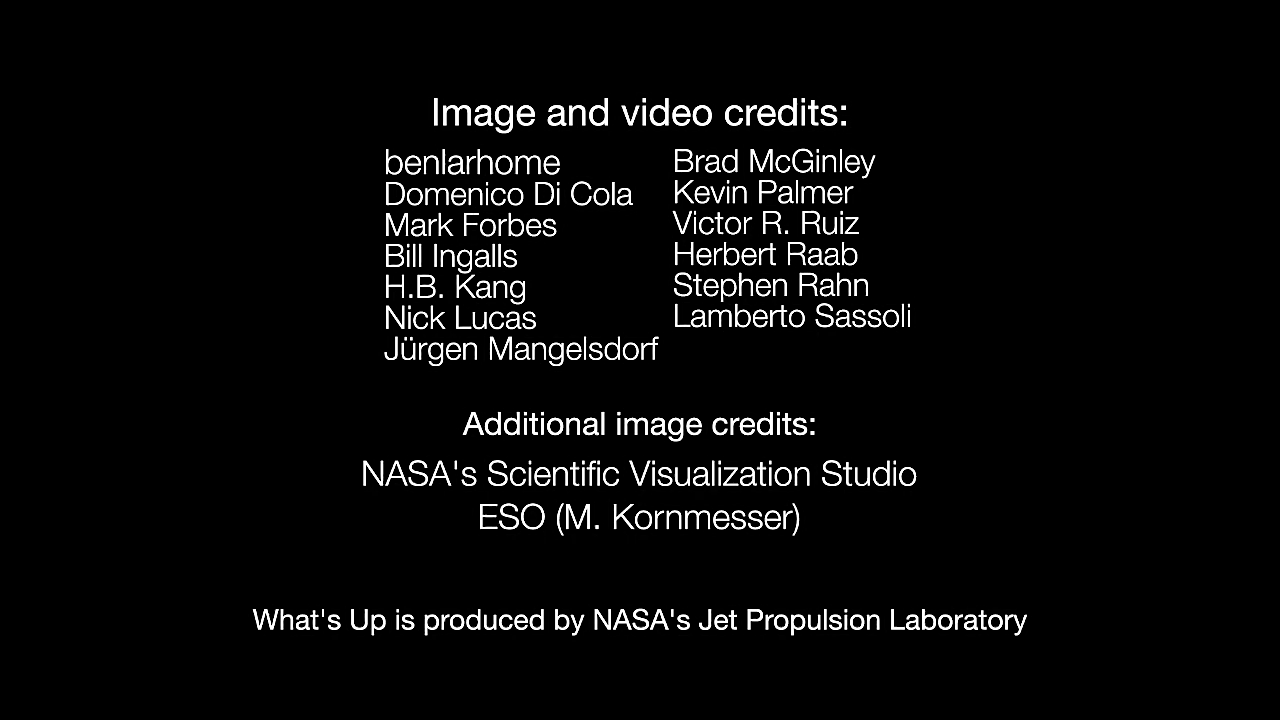 Image and video credits:
benlarhome
Domenico Di Cola
Mark Forbes
Bill Ingalls
H.B. Kang
Nick Lucas
Jürgen Mangelsdorf
Brad McGinley
Kevin Palmer
Victor R. Ruiz
Herbert Raab
Stephen Rahn
Lamberto Sassoli
Additional image credits:
NASA's Scientific Visualization Studio
ESO (M. Kornmesser)
What's Up is produced by NASA's Jet Propulsion Laboratory